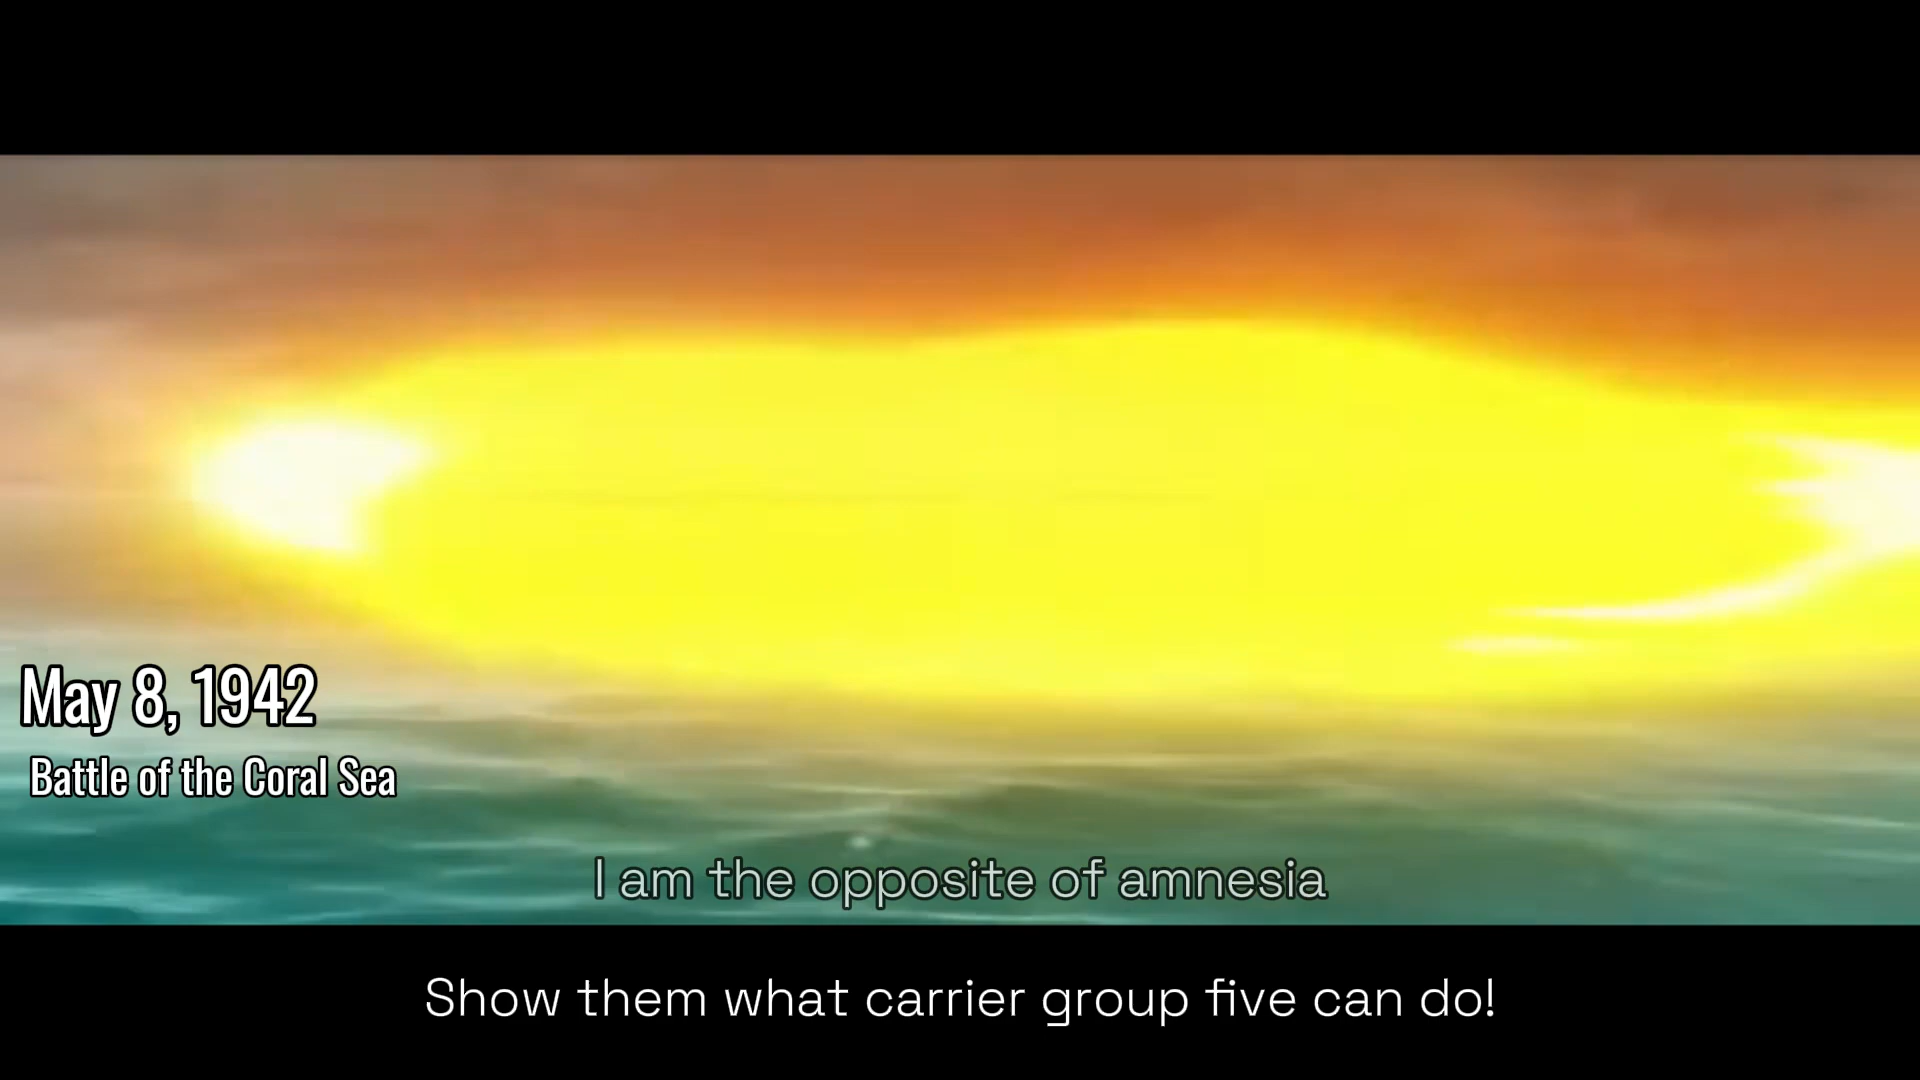 May 8, 1942
Battle of the Coral Sea
I am the opposite of amnesia
Show them what carrier group five can do!